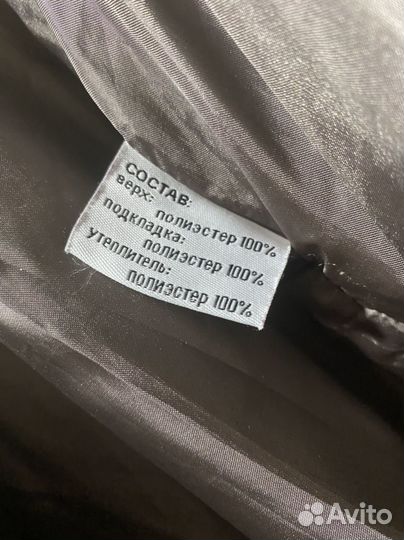 СОСТАВ:
верх:
полиэстер 100%
подкладка:
полиэстер 100%
утеплитель:
полиэстер 100%
Avito